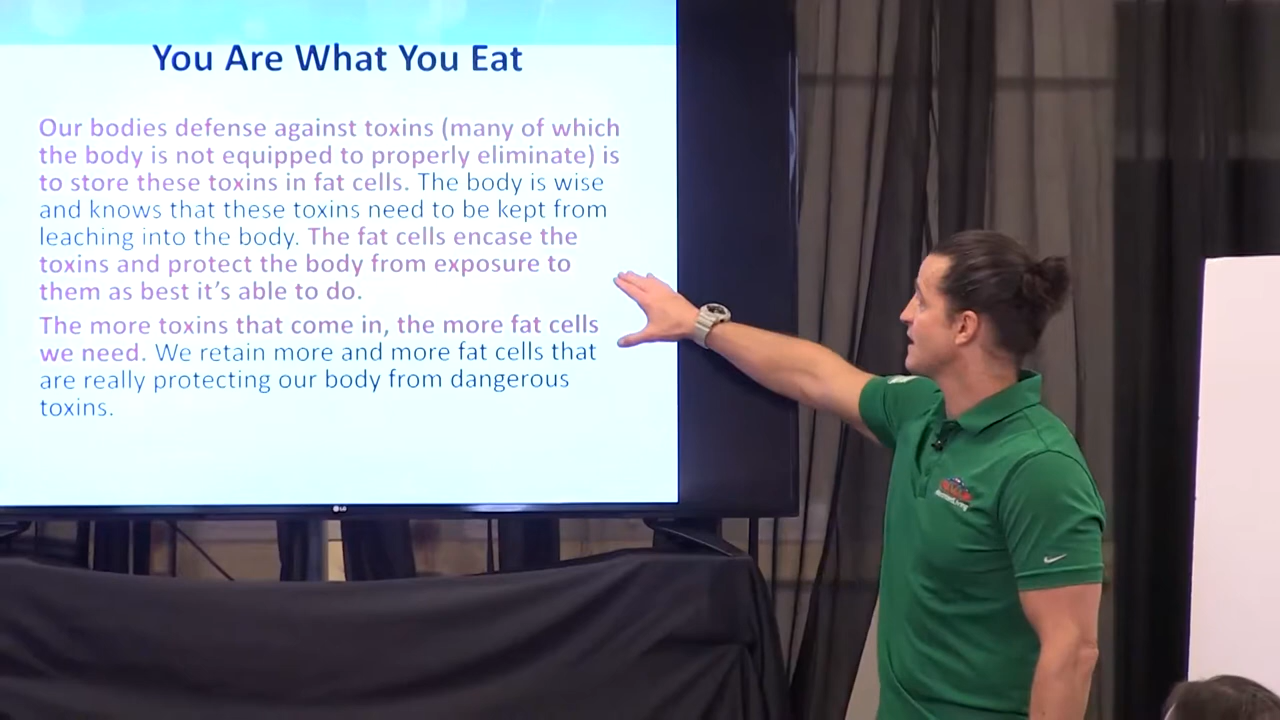 You Are What You Eat
Our bodies defense against toxins (many of which
the body is not equipped to properly eliminate) is
to store these toxins in fat cells. The body is wise
and knows that these toxins need to be kept from
leaching into the body. The fat cells encase the
toxins and protect the body from exposure to
them as best it's able to do.
The more toxins that come in, the more fat cells
we need. We retain more and more fat cells that
are really protecting our body from dangerous
toxins.
LG